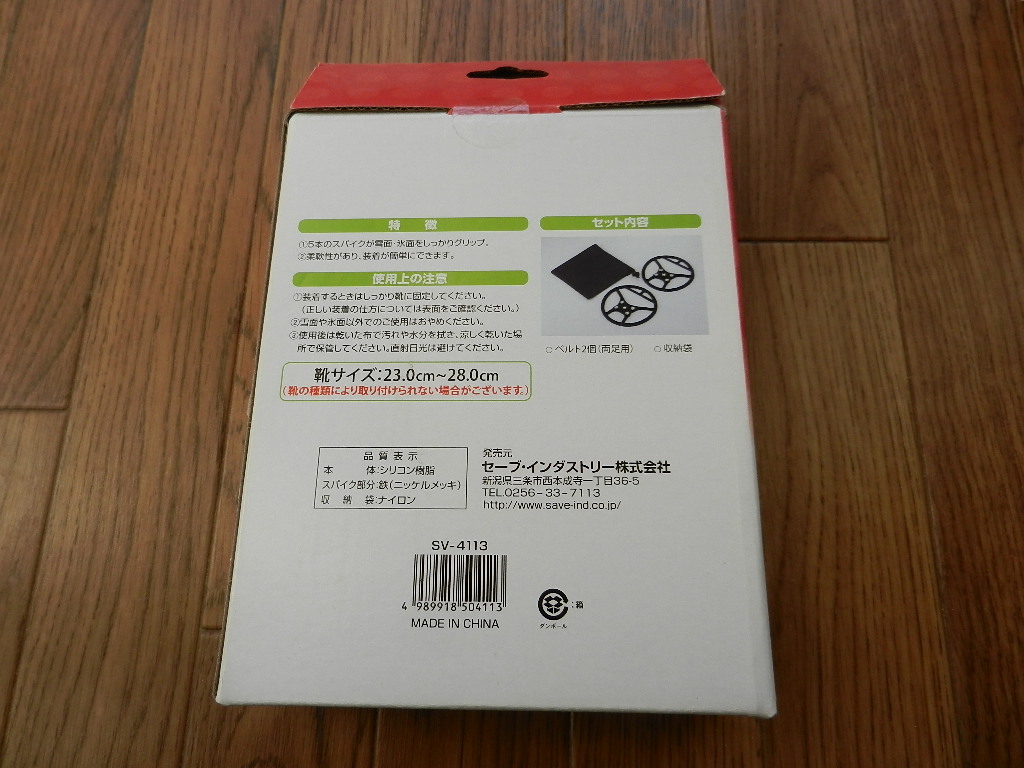 特 徴
①5本のスパイクが雪面・氷面をしっかりグリップ。
②柔軟性があり、装着が簡単にできます。
使用上の注意
①装着するときはしっかり靴に固定してください。
（正しい装着の仕方については表面をご確認ください。）
②雪面や氷面以外でのご使用はおやめください。
③使用後は乾いた布で汚れや水分を拭き、涼しく乾いた場
所で保管してください。直射日光は避けてください。
靴サイズ：23.0cm～28.0cm
（靴の種類により取り付けられない場合がございます。）
セット内容
○ベルト2個（両足用） ○収納袋
品質表示
本 体：シリコン樹脂
スパイク部分：鉄（ニッケルメッキ）
収 納 袋：ナイロン
発売元
セーブ・インダストリー株式会社
新潟県三条市西本成寺一丁目36-5
TEL.0256-33-7113
http://www.save-ind.co.jp/
SV-4113
4 989918 504113
MADE IN CHINA
：箱
ダンボール